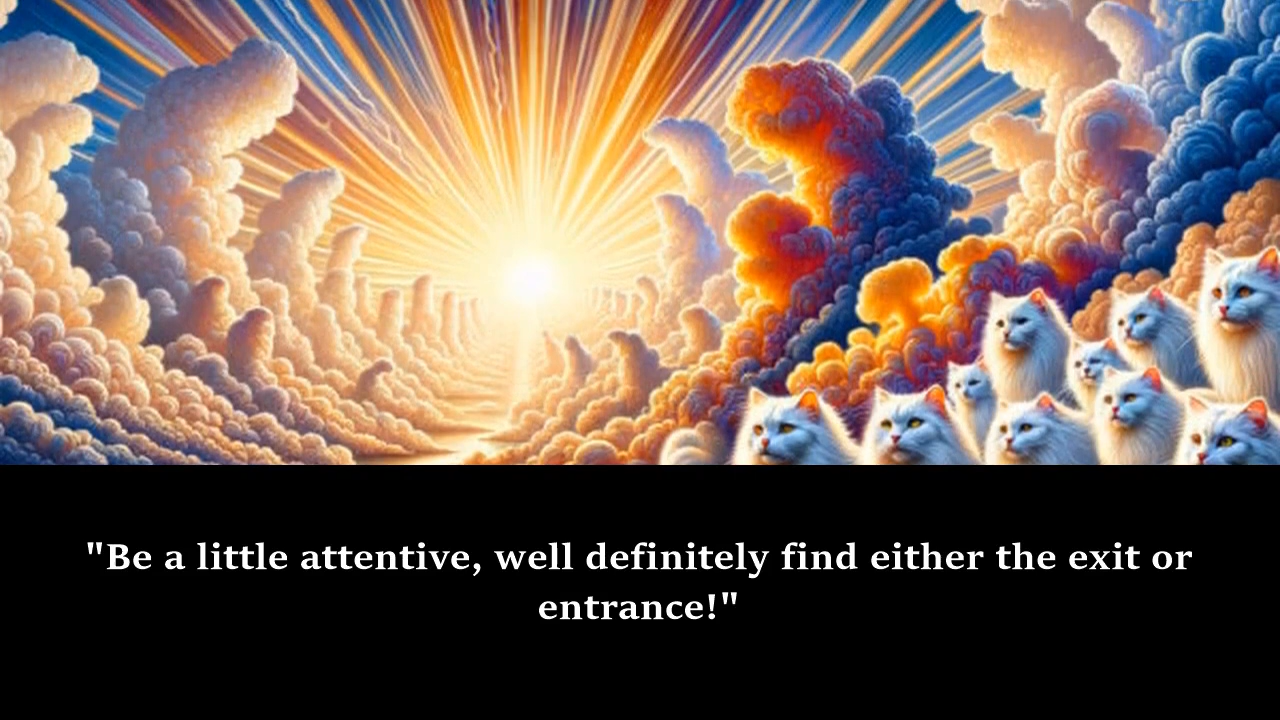 "Be a little attentive, well definitely find either the exit or
entrance!"